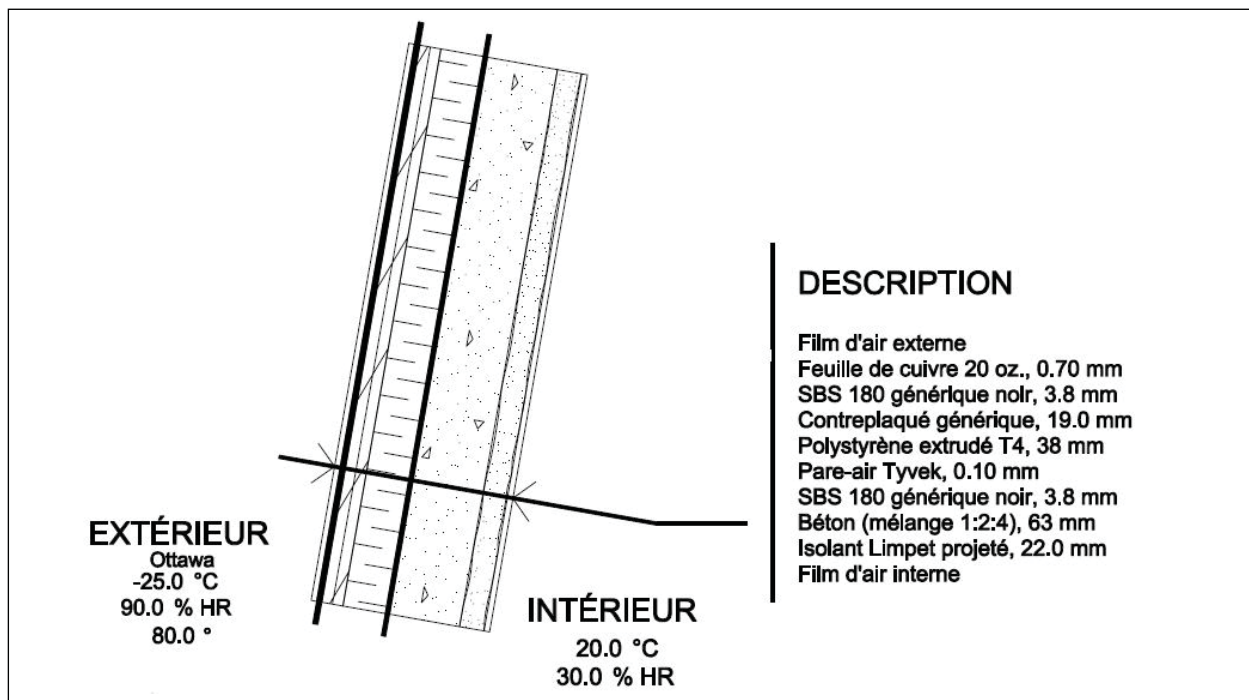 EXTÉRIEUR
Ottawa
-25.0 °C
90.0 % HR
80.0 °
INTÉRIEUR
20.0 °C
30.0 % HR
DESCRIPTION
Film d'air externe
Feuille de cuivre 20 oz., 0.70 mm
SBS 180 générique noir, 3.8 mm
Contreplaqué générique, 19.0 mm
Polystyrène extrudé T4, 38 mm
Pare-air Tyvek, 0.10 mm
SBS 180 générique noir, 3.8 mm
Béton (mélange 1:2:4), 63 mm
Isolant Limpet projeté, 22.0 mm
Film d'air interne